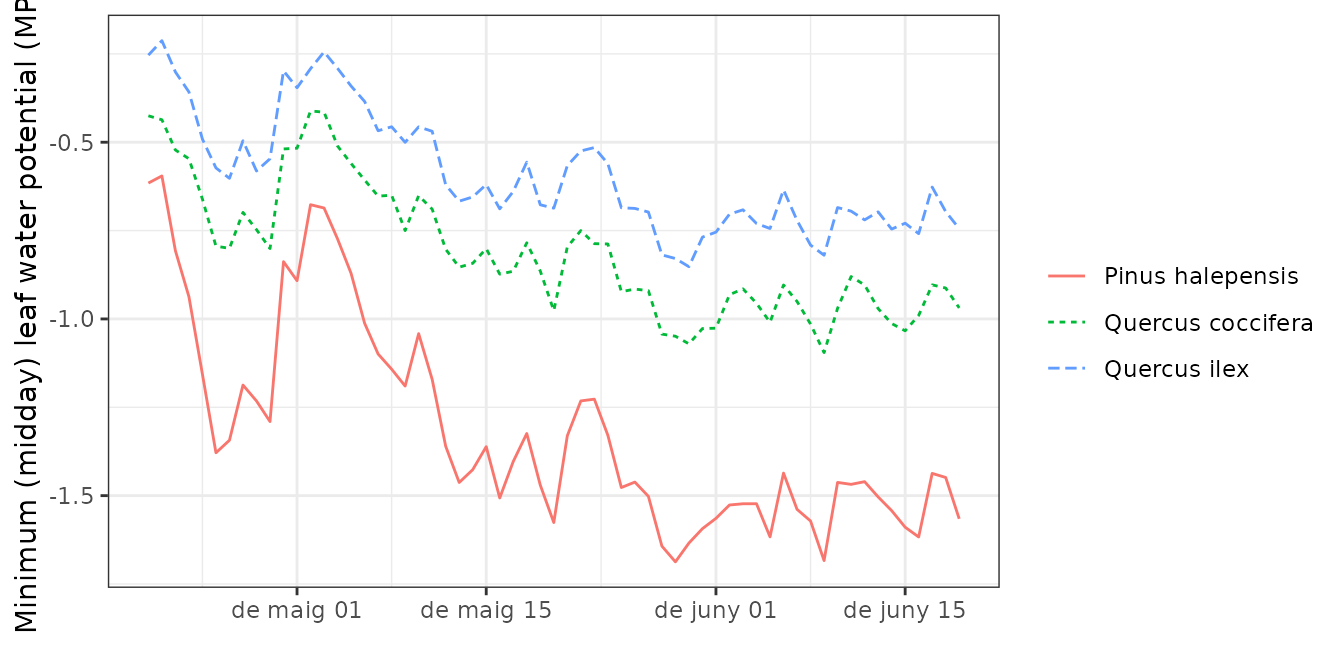 Minimum (midday) leaf water potential (MP
-0.5
-1.0
-1.5
de maig 01
de maig 15
de juny 01
de juny 15
Pinus halepensis
Quercus coccifera
Quercus ilex